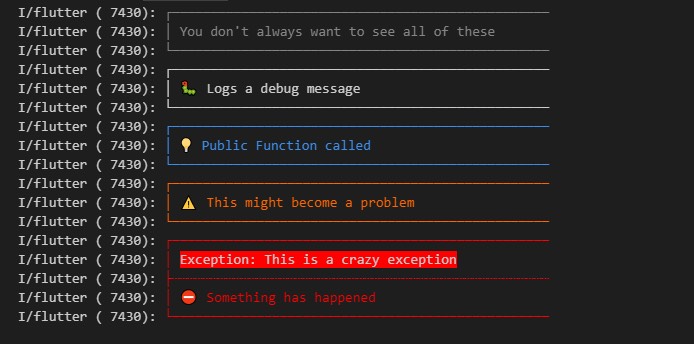 I/flutter ( 7430):
I/flutter ( 7430): You don't always want to see all of these
I/flutter ( 7430):
I/flutter ( 7430):
I/flutter ( 7430): 🐛 Logs a debug message
I/flutter ( 7430):
I/flutter ( 7430):
I/flutter ( 7430): 💡 Public Function called
I/flutter ( 7430):
I/flutter ( 7430):
I/flutter ( 7430): ⚠️ This might become a problem
I/flutter ( 7430):
I/flutter ( 7430):
I/flutter ( 7430): Exception: This is a crazy exception
I/flutter ( 7430):
I/flutter ( 7430): ⛔ Something has happened
I/flutter ( 7430):